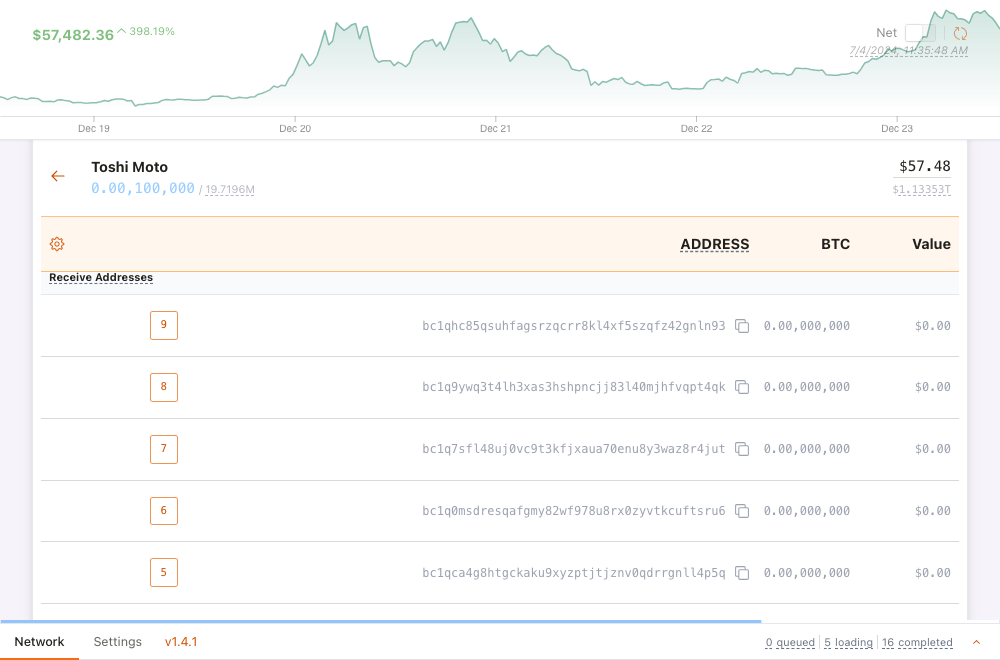 $57,482.36 ^ 398.19%
Net
11:35:48 AM
Dec 19 Dec 20 Dec 21 Dec 22 Dec 23
Toshi Moto $57.48
0.00,100,000 / 19.7196M $1.13353T
ADDRESS BTC Value
Receive Addresses
9 bc1qhc85qsuhfagsrzqcrr8kl4xf5szqfz42gnln93 0.00,000,000 $0.00
8 bc1q9ywq3t4lh3xas3hshpncjj83l40mjhfvqpt4qk 0.00,000,000 $0.00
7 bc1q7sfl48uj0vc9t3kfjxaua70enu8y3waz8r4jut 0.00,000,000 $0.00
6 bc1q0msdresqafgmy82wf978u8rx0zyvtkcuftsru6 0.00,000,000 $0.00
5 bc1qca4g8htgckaku9xyzptjtjznv0qdrrgnll4p5q 0.00,000,000 $0.00
Network Settings v1.4.1 0 queued 5 loading 16 completed